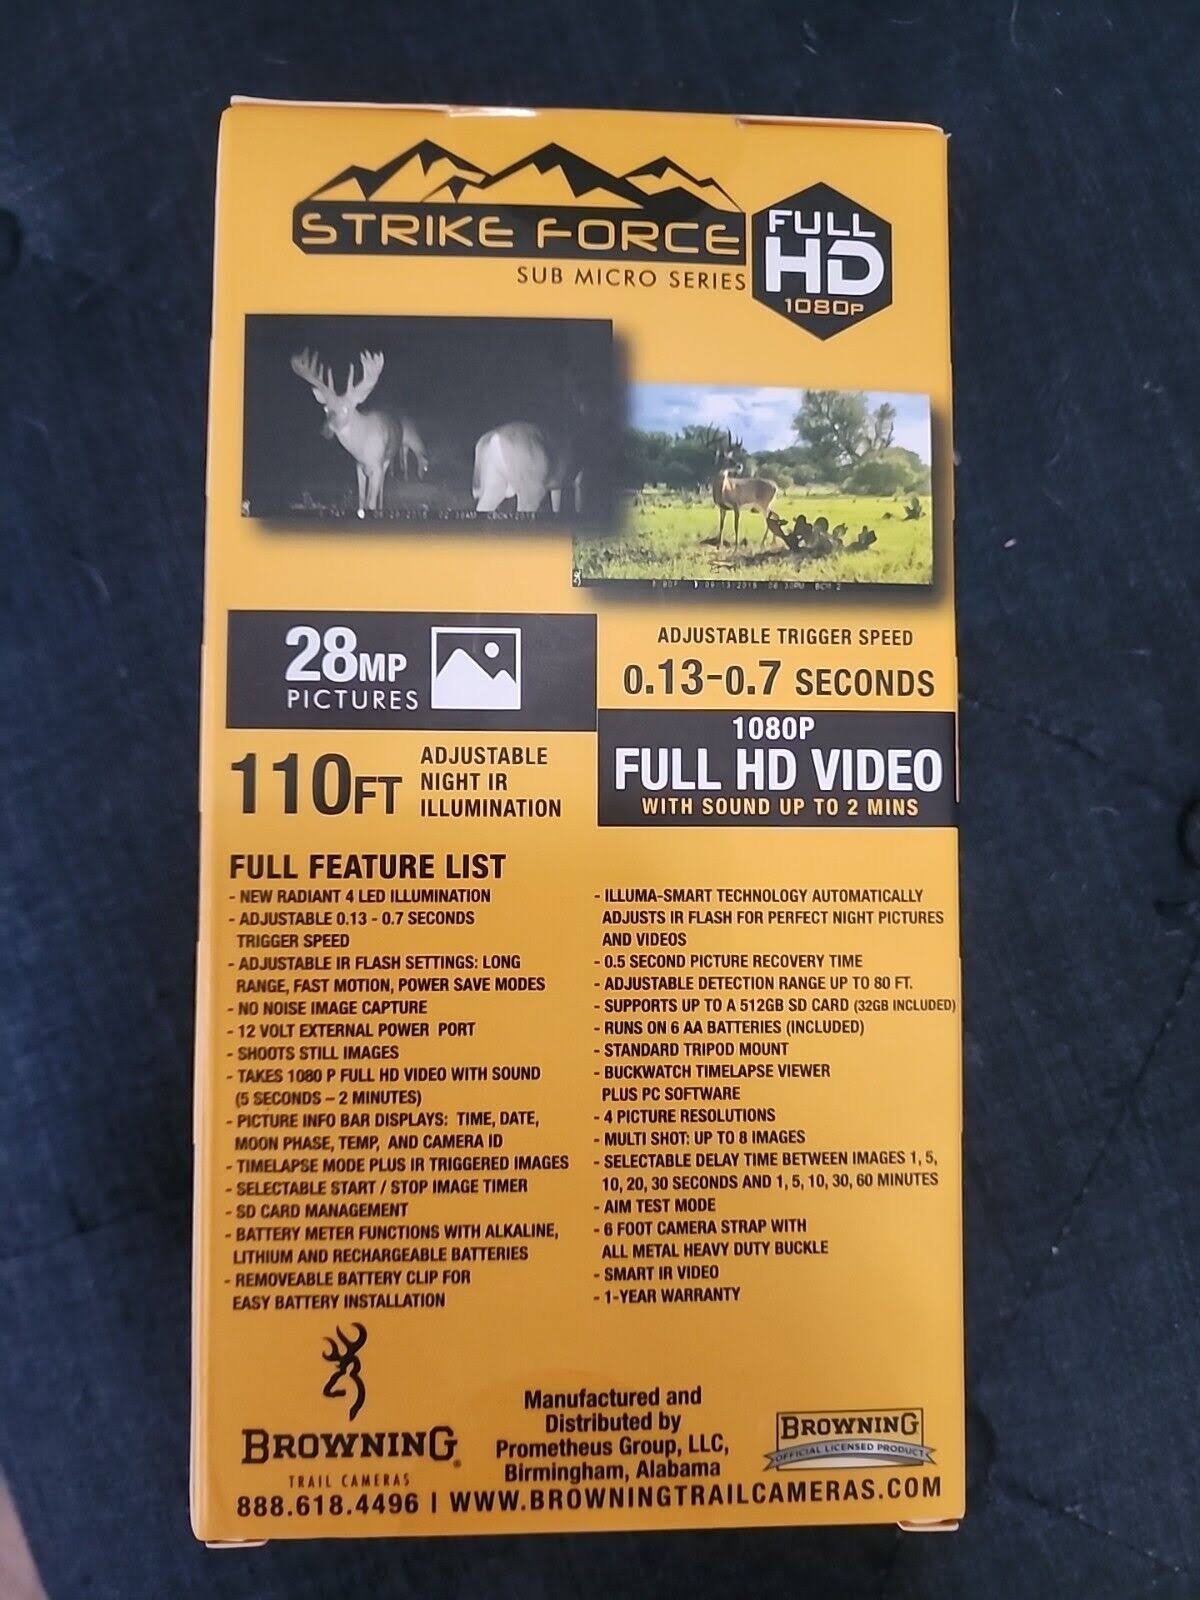 STRIKE FORCE
SUB MICRO SERIES
FULL
HD
1080P
28MP
PICTURES
ADJUSTABLE TRIGGER SPEED
0.13-0.7 SECONDS
110FT
ADJUSTABLE
NIGHT IR
ILLUMINATION
1080P
FULL HD VIDEO
WITH SOUND UP TO 2 MINS
FULL FEATURE LIST
- NEW RADIANT 4 LED ILLUMINATION
- ADJUSTABLE 0.13 - 0.7 SECONDS
TRIGGER SPEED
- ADJUSTABLE IR FLASH SETTINGS: LONG
RANGE, FAST MOTION, POWER SAVE MODES
- NO NOISE IMAGE CAPTURE
- 12 VOLT EXTERNAL POWER PORT
- SHOOTS STILL IMAGES
- TAKES 1080 P FULL HD VIDEO WITH SOUND
(5 SECONDS – 2 MINUTES)
- PICTURE INFO BAR DISPLAYS: TIME, DATE,
MOON PHASE, TEMP, AND CAMERA ID
- TIMELAPSE MODE PLUS IR TRIGGERED IMAGES
- SELECTABLE START / STOP IMAGE TIMER
- SD CARD MANAGEMENT
- BATTERY METER FUNCTIONS WITH ALKALINE,
LITHIUM AND RECHARGEABLE BATTERIES
- REMOVEABLE BATTERY CLIP FOR
EASY BATTERY INSTALLATION
- ILLUMA-SMART TECHNOLOGY AUTOMATICALLY
ADJUSTS IR FLASH FOR PERFECT NIGHT PICTURES
AND VIDEOS
- 0.5 SECOND PICTURE RECOVERY TIME
- ADJUSTABLE DETECTION RANGE UP TO 80 FT.
- SUPPORTS UP TO A 512GB SD CARD (32GB INCLUDED)
- RUNS ON 6 AA BATTERIES (INCLUDED)
- STANDARD TRIPOD MOUNT
- BUCKWATCH TIMELAPSE VIEWER
PLUS PC SOFTWARE
- 4 PICTURE RESOLUTIONS
- MULTI SHOT: UP TO 8 IMAGES
- SELECTABLE DELAY TIME BETWEEN IMAGES 1, 5,
10, 20, 30 SECONDS AND 1, 5, 10, 30, 60 MINUTES
- AIM TEST MODE
- 6 FOOT CAMERA STRAP WITH
ALL METAL HEAVY DUTY BUCKLE
- SMART IR VIDEO
- 1-YEAR WARRANTY
BROWNING®
TRAIL CAMERAS
Manufactured and
Distributed by
Prometheus Group, LLC,
Birmingham, Alabama
BROWNING
OFFICIAL LICENSED PRODUCT
888.618.4496 | WWW.BROWNINGTRAILCAMERAS.COM